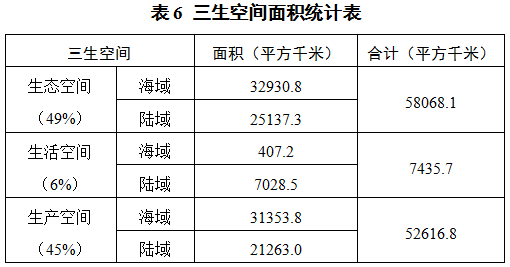 表 6 三生空间面积统计表
三生空间 面积（平方千米） 合计（平方千米）
生态空间（49%） 海域 32930.8 58068.1
陆域 25137.3
生活空间（6%） 海域 407.2 7435.7
陆域 7028.5
生产空间（45%） 海域 31353.8 52616.8
陆域 21263.0